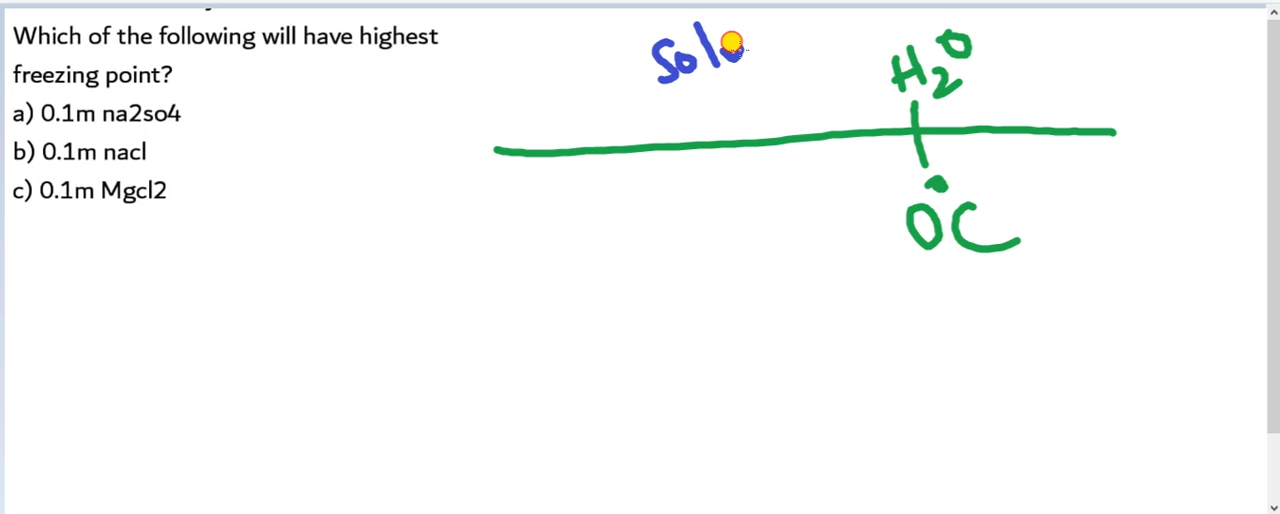 Which of the following will have highest
freezing point?
a) 0.1m na2so4
b) 0.1m nacl
c) 0.1m Mgcl2
Solu
H2O
0°C